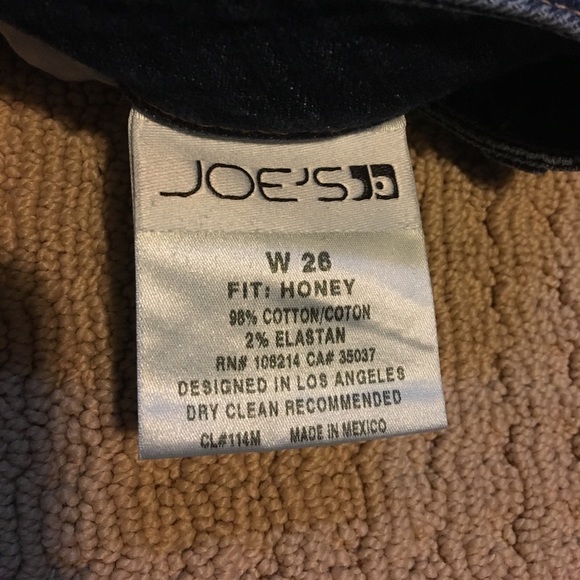 JOE'S
W 26
FIT: HONEY
98% COTTON/COTON
2% ELASTAN
RN# 106214 CA# 35037
DESIGNED IN LOS ANGELES
DRY CLEAN RECOMMENDED
CL#114M MADE IN MEXICO